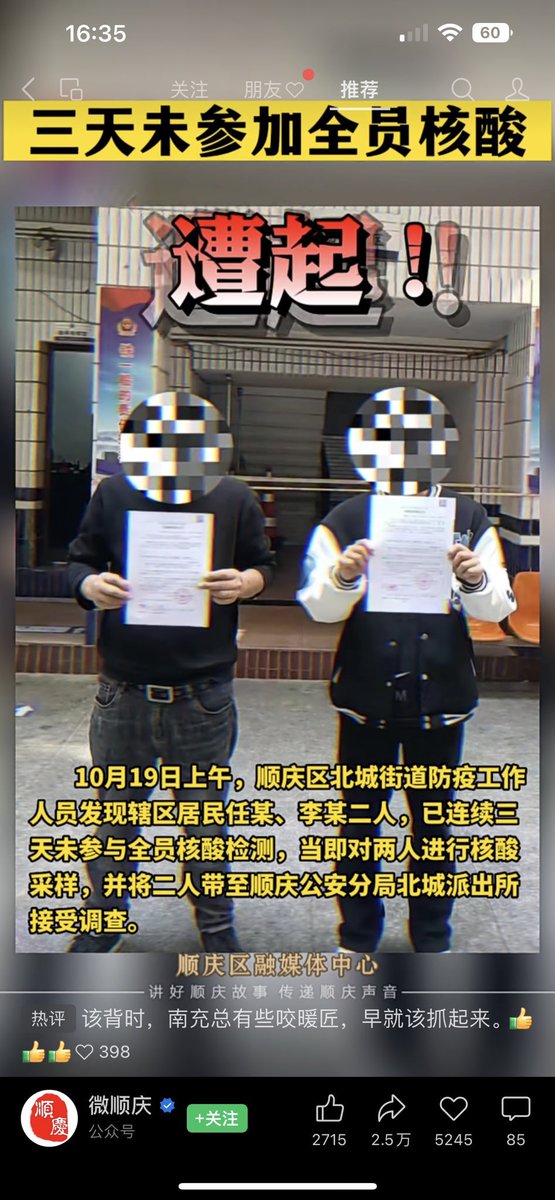 16:35
60
关注
朋友
推荐
三天未参加全员核酸
遭起!!
10月19日上午，顺庆区北城街道防疫工作
人员发现辖区居民任某、李某二人，已连续三
天未参与全员核酸检测，当即对两人进行核酸
采样，并将二人带至顺庆公安分局北城派出所
接受调查。
顺庆区融媒体中心
讲好顺庆故事 传递顺庆声音
热评 该背时，南充总有些咬暖匠，早就该抓起来。👍
👍👍♡ 398
順慶
微顺庆
公众号
+关注
2715
2.5万
5245
85